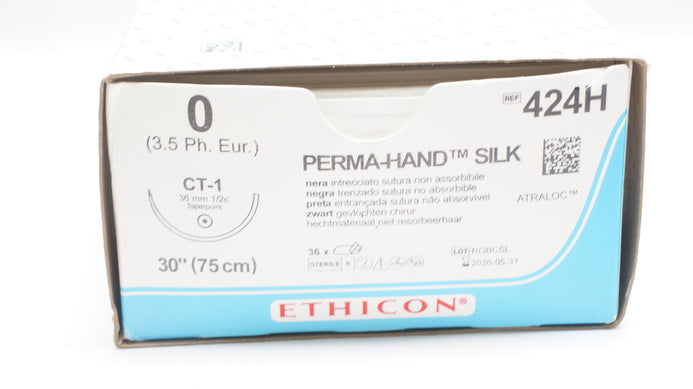 0
(3.5 Ph. Eur.)
CT-1
36 mm 1/2c
Taperpoint
30" (75 cm)
REF 424H
PERMA-HAND™ SILK
nera intrecciato sutura non assorbibile
negra trenzado sutura no absorbible
preta entrançada sutura não absorvível
zwart gevlochten chirur.
hechtmateriaal,niet resorbeerbaar
ATRALOC™
36 x
STERILE R
LOT RGBCSL
2026-05-31
ETHICON®